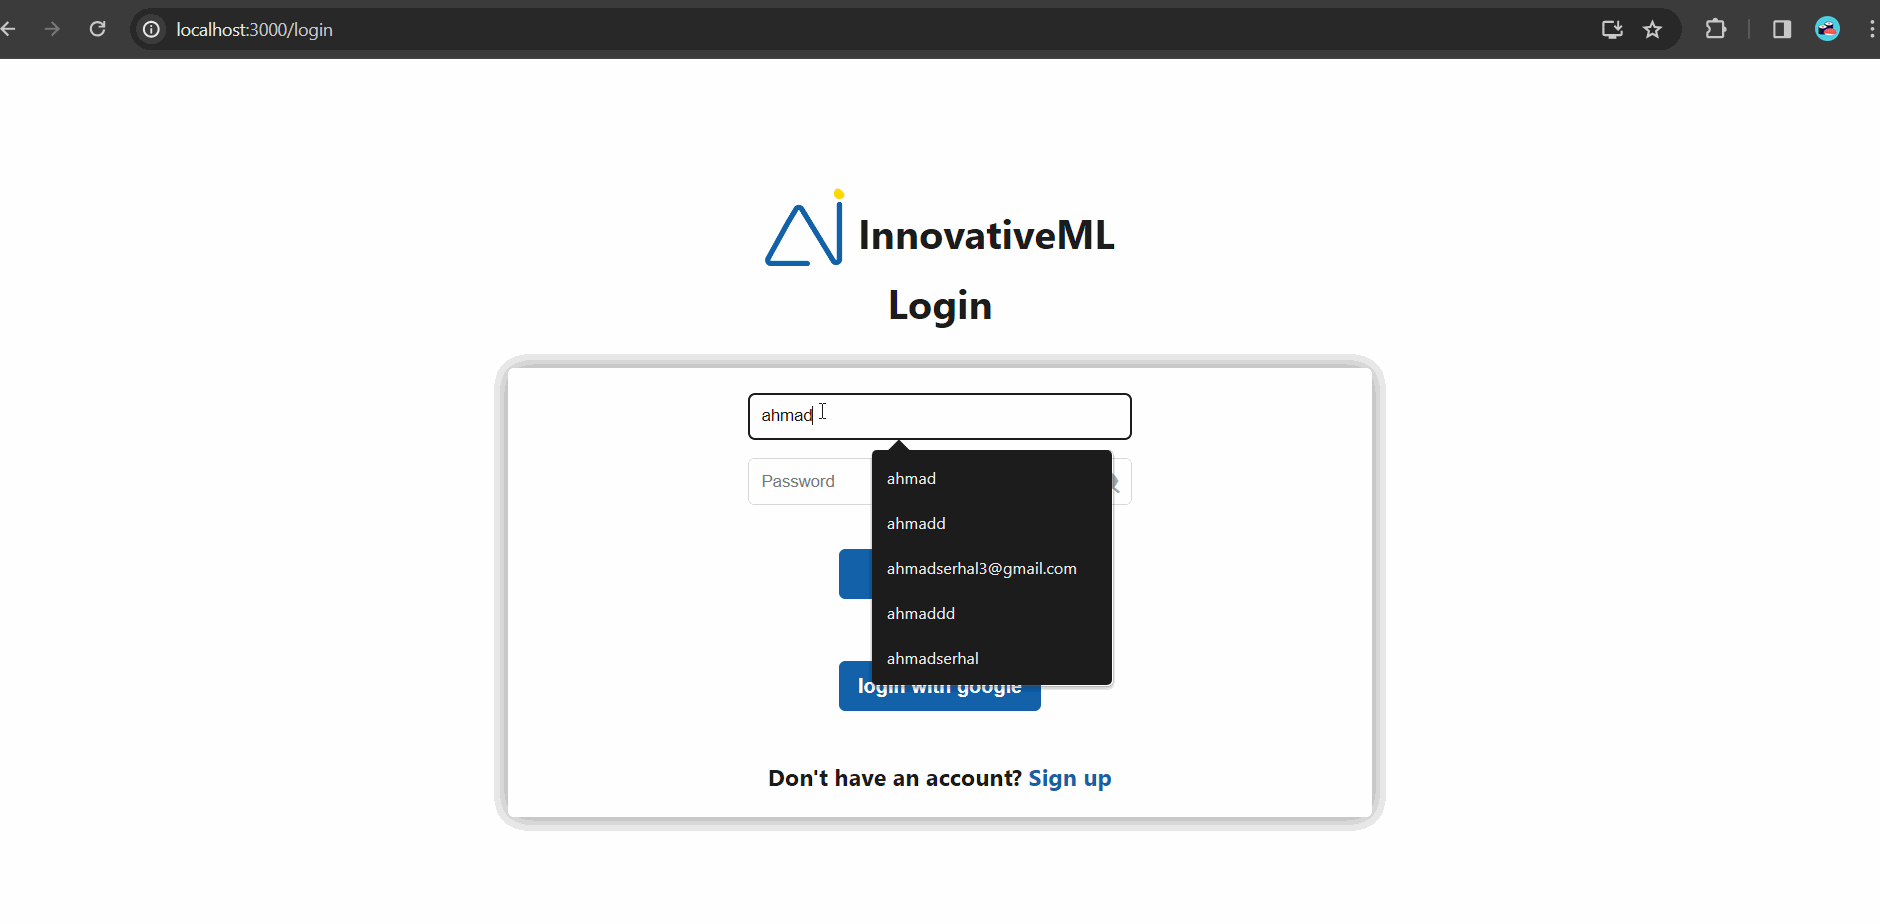 localhost:3000/login
InnovativeML
Login
ahmad
Password
ahmad
ahmadd
ahmadserhal3@gmail.com
ahmaddd
ahmadserhal
login with google
Don't have an account? Sign up